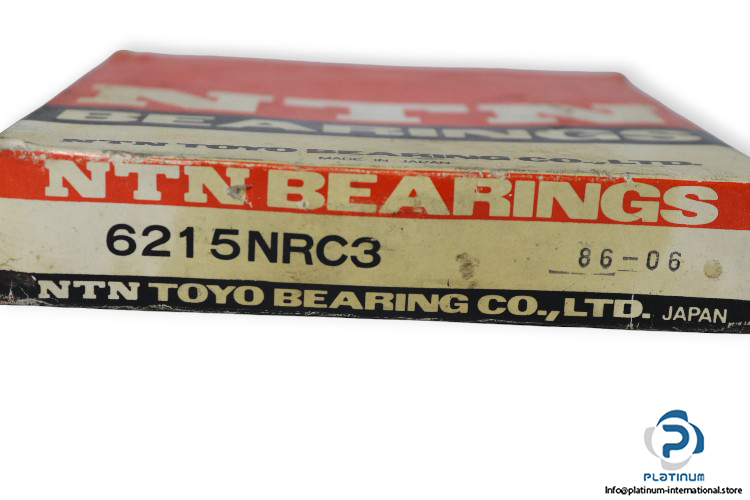 NTN
BEARINGS
NTN TOYO BEARING CO., LTD.
MADE IN JAPAN
NTN BEARINGS
6215NRC3 86-06
NTN TOYO BEARING CO., LTD. JAPAN
PLATINUM
Info@platinum-international.store